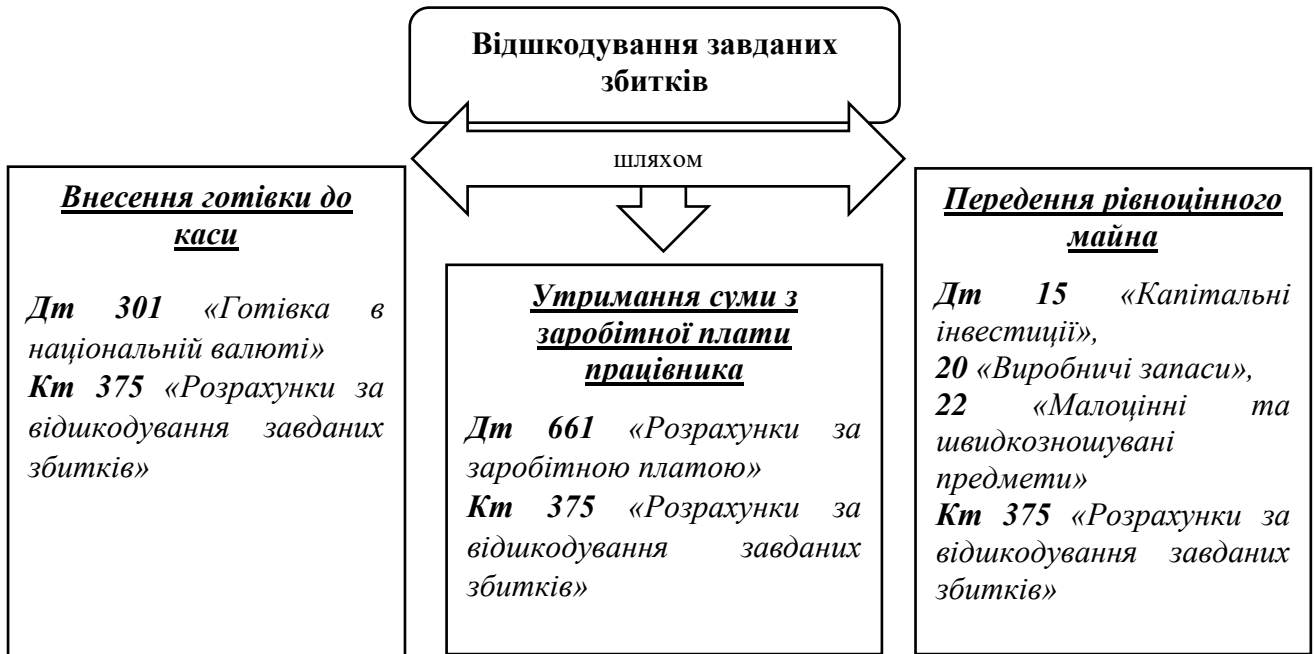 Відшкодування завданих
збитків
шляхом
Внесення готівки до
каси
Дт 301 «Готівка в
національній валюті»
Кт 375 «Розрахунки за
відшкодування завданих
збитків»
Утримання суми з
заробітної плати
працівника
Дт 661 «Розрахунки за
заробітною платою»
Кт 375 «Розрахунки за
відшкодування завданих
збитків»
Передення рівноцінного
майна
Дт 15 «Капітальні
інвестиції»,
20 «Виробничі запаси»,
22 «Малоцінні та
швидкозношувані
предмети»
Кт 375 «Розрахунки за
відшкодування завданих
збитків»